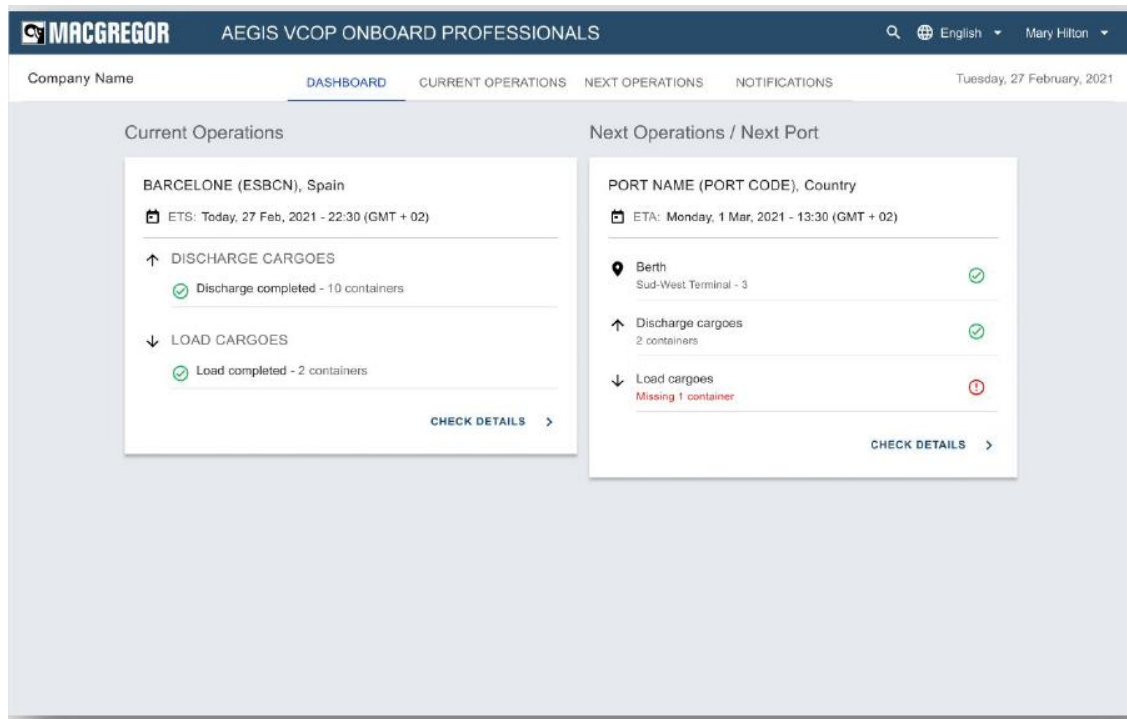 MACGREGOR AEGIS VCOP ONBOARD PROFESSIONALS English Mary Hilton
Company Name DASHBOARD CURRENT OPERATIONS NEXT OPERATIONS NOTIFICATIONS Tuesday, 27 February, 2021
Current Operations
BARCELONE (ESBCN), Spain
ETS: Today, 27 Feb, 2021 - 22:30 (GMT + 02)
DISCHARGE CARGOES
Discharge completed - 10 containers
LOAD CARGOES
Load completed - 2 containers
CHECK DETAILS
Next Operations / Next Port
PORT NAME (PORT CODE), Country
ETA: Monday, 1 Mar, 2021 - 13:30 (GMT + 02)
Berth
Sud-West Terminal - 3
Discharge cargoes
2 containers
Load cargoes
Missing 1 container
CHECK DETAILS